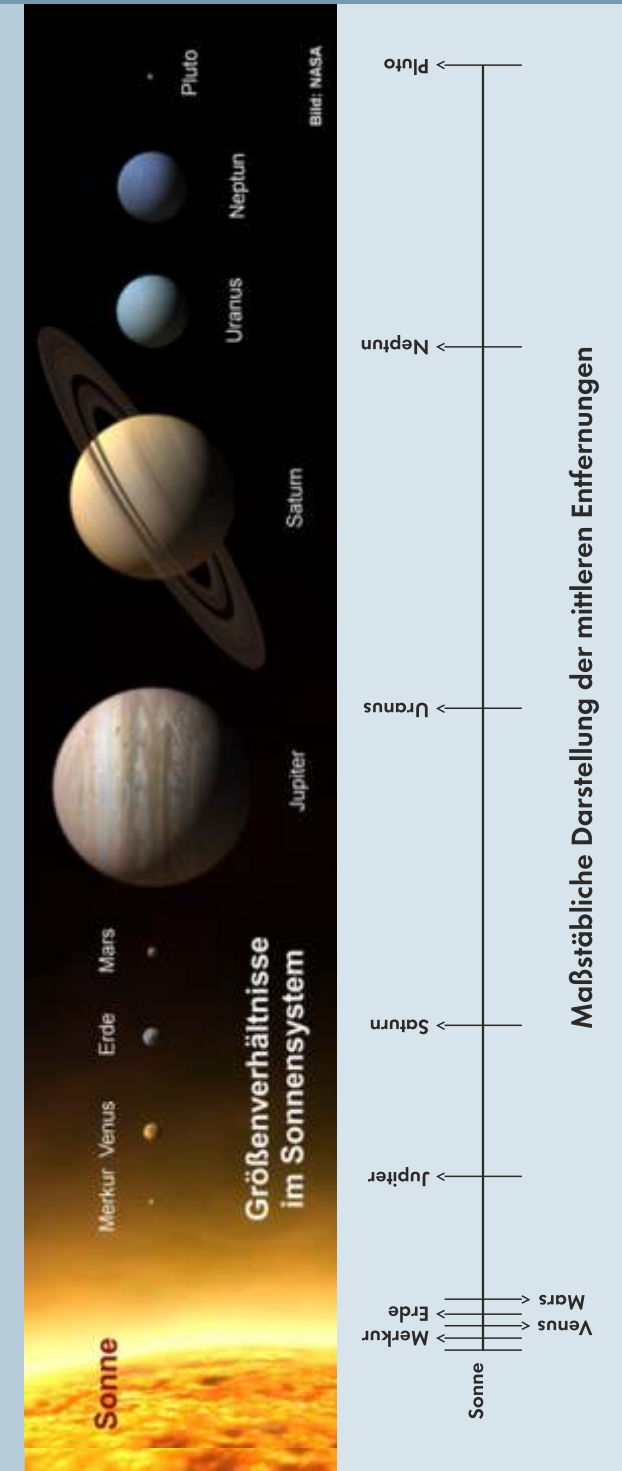 Sonne
Merkur
Venus
Erde
Mars
Jupiter
Saturn
Uranus
Neptun
Pluto
Größenverhältnisse
im Sonnensystem
Bild: NASA
Sonne
Merkur
Venus
Erde
Mars
Jupiter
Saturn
Uranus
Neptun
Pluto
Maßstäbliche Darstellung der mittleren Entfernungen